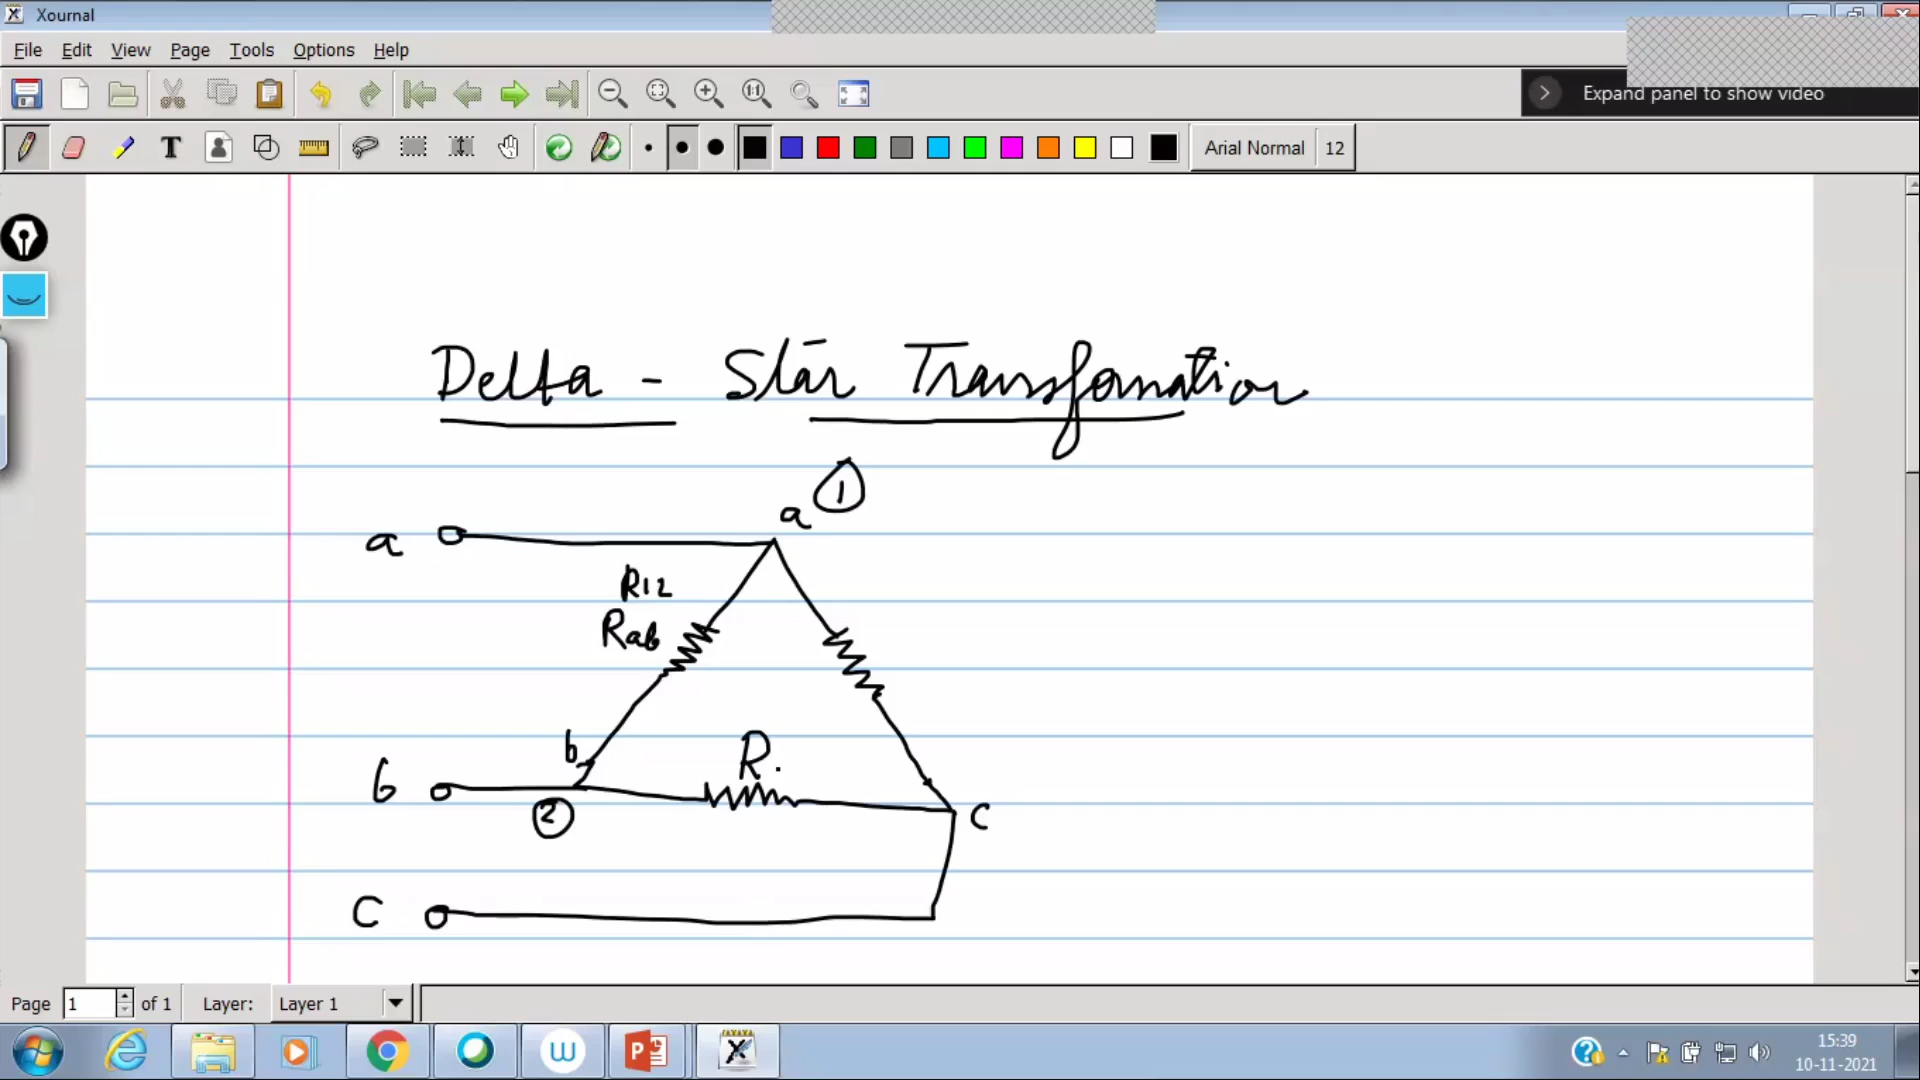 Xournal
File Edit View Page Tools Options Help
Expand panel to show video
Arial Normal 12
Delta - Star Transformation
a 1
a
R12
Rab
b R.
b
2 c
C
Page 1 of 1 Layer: Layer 1
15:39
10-11-2021